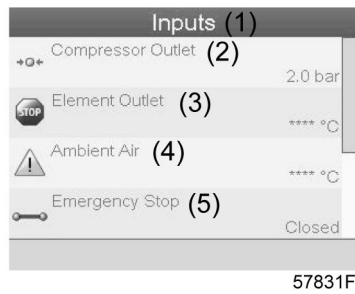 Inputs (1)
Compressor Outlet (2)
2.0 bar
STOP Element Outlet (3)
**** °C
Ambient Air (4)
**** °C
Emergency Stop (5)
Closed
57831F